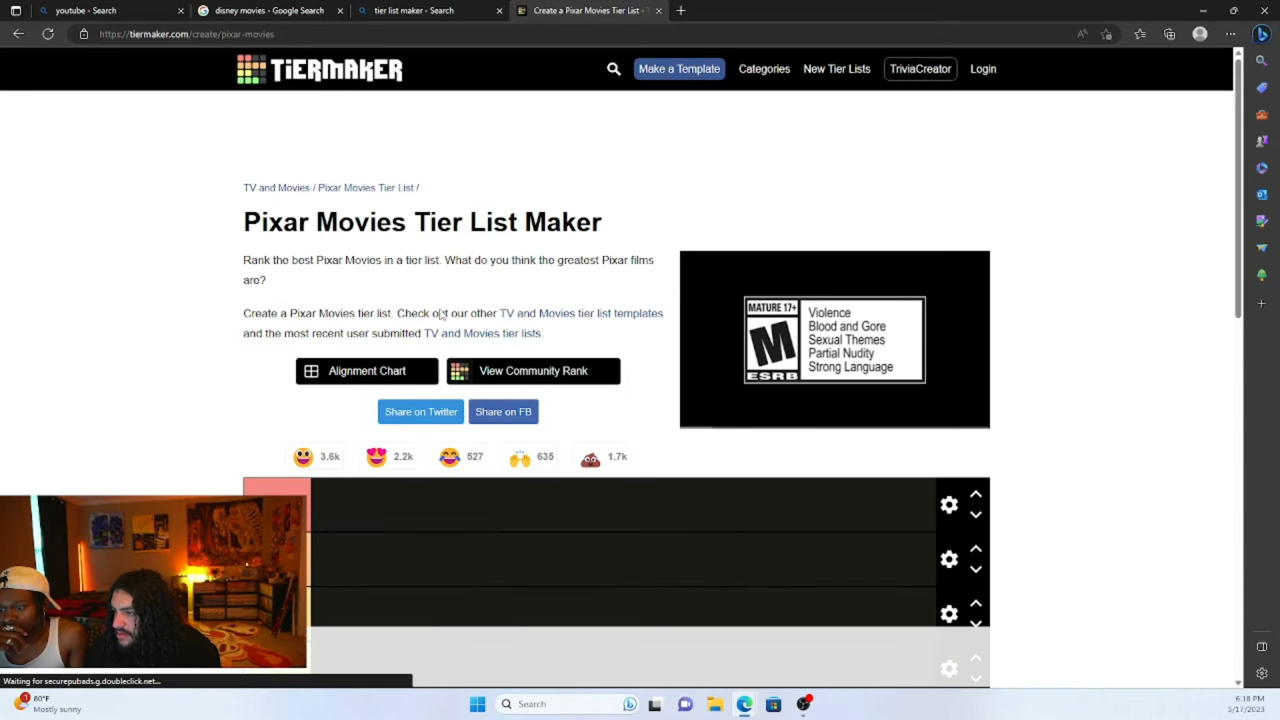 youtube - Search
disney movies - Google Search
tier list maker - Search
Create a Pixar Movies Tier List - T
https://tiermaker.com/create/pixar-movies
TiERMAKER
Make a Template
Categories
New Tier Lists
TriviaCreator
Login
TV and Movies / Pixar Movies Tier List /
Pixar Movies Tier List Maker
Rank the best Pixar Movies in a tier list. What do you think the greatest Pixar films
are?
Create a Pixar Movies tier list. Check out our other TV and Movies tier list templates
and the most recent user submitted TV and Movies tier lists.
Alignment Chart
View Community Rank
Share on Twitter
Share on FB
3.6k
2.2k
527
635
1.7k
MATURE 17+
M
ESRB
Violence
Blood and Gore
Sexual Themes
Partial Nudity
Strong Language
Waiting for securepubads.g.doubleclick.net...
1
80°F
Mostly sunny
Search
6:18 PM
5/17/2023